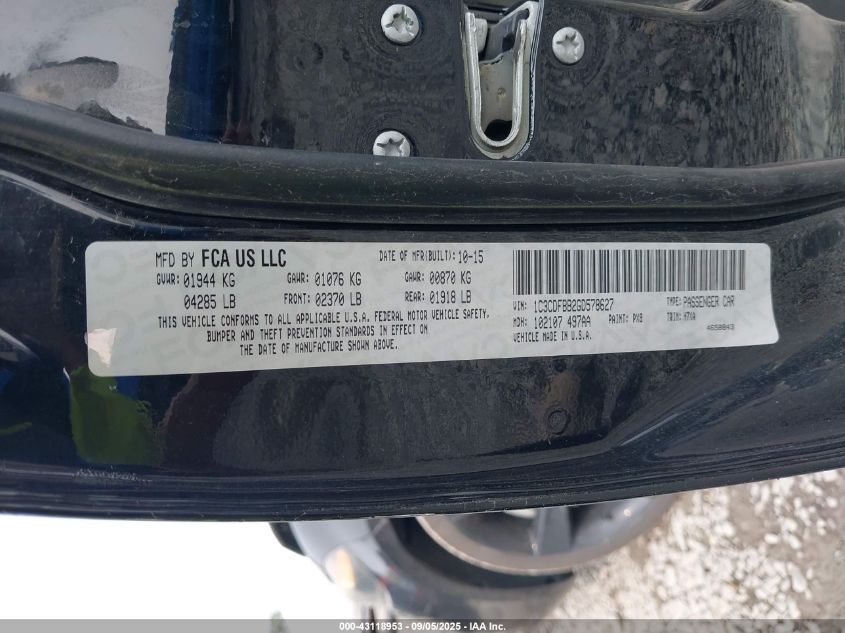 MFD BY FCA US LLC DATE OF MFR(BUILT): 10-15
GVWR: 01944 KG GAWR: 01076 KG GAWR: 00870 KG
04285 LB FRONT: 02370 LB REAR: 01918 LB
THIS VEHICLE CONFORMS TO ALL APPLICABLE U.S.A. FEDERAL MOTOR VEHICLE SAFETY,
BUMPER AND THEFT PREVENTION STANDARDS IN EFFECT ON
THE DATE OF MANUFACTURE SHOWN ABOVE.
VIN: 1C3CDFBB2GD578627 TYPE: PASSENGER CAR
MDH: 102107 497AA PAINT: PX8 TRIM: H7X9
VEHICLE MADE IN U.S.A. 4658843
000-43118953 - 09/05/2025 - IAA Inc.